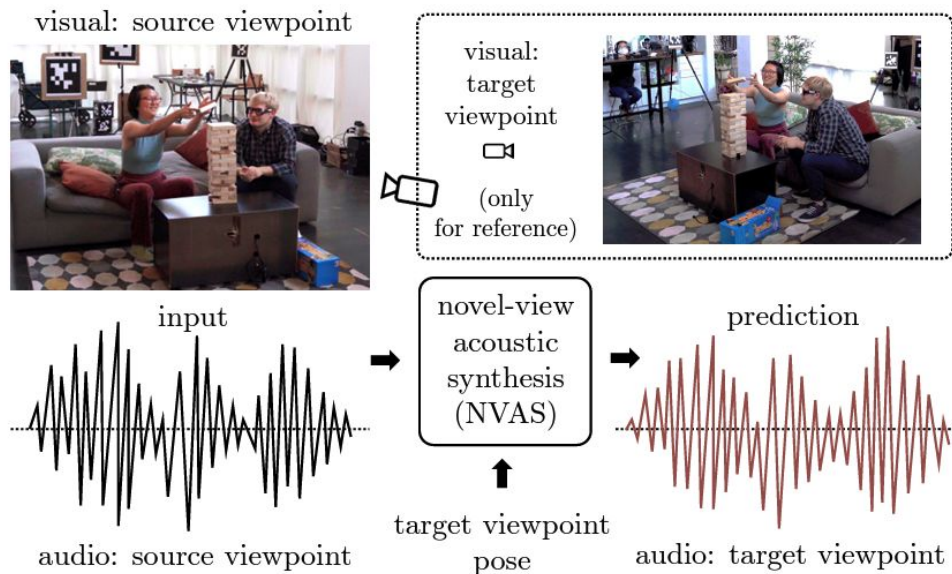 visual: source viewpoint
visual:
target
viewpoint
(only
for reference)
input
novel-view
acoustic
synthesis
(NVAS)
prediction
target viewpoint
pose
audio: source viewpoint
audio: target viewpoint